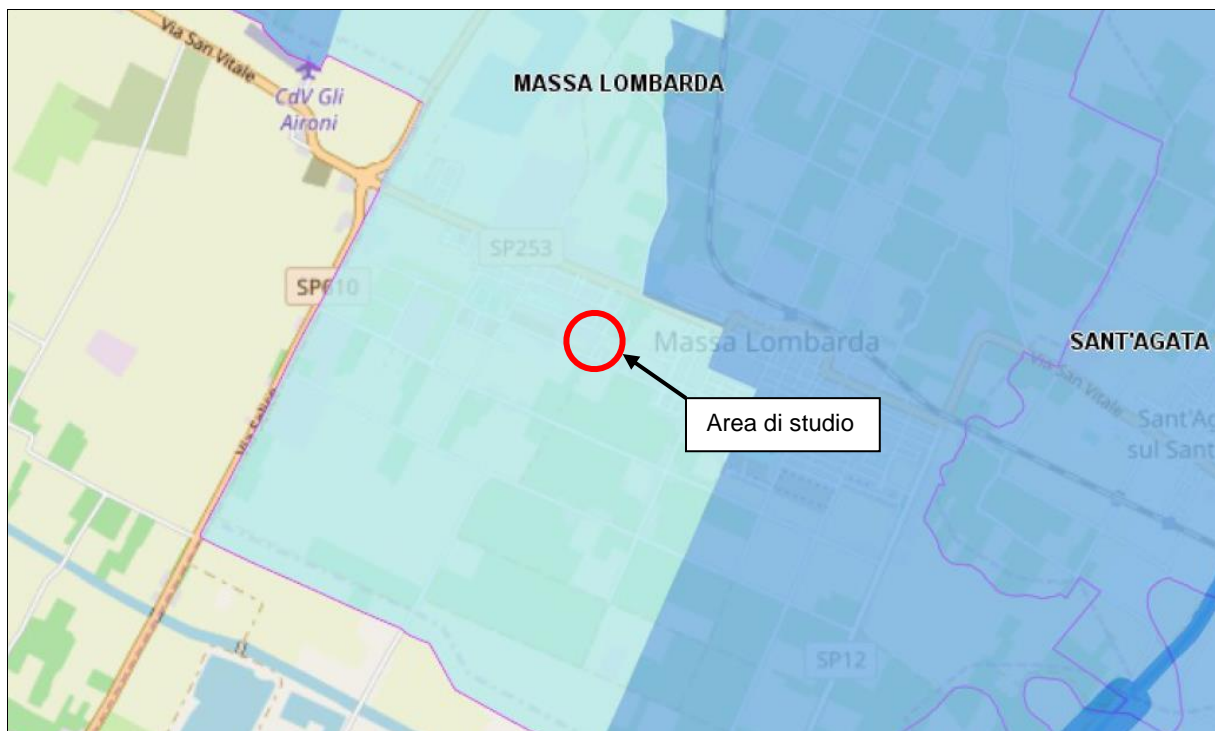 Via San Vitale
CdV Gli
Aironi
MASSA LOMBARDA
SP253
SP610
Massa Lombarda
SANT'AGATA
Via San Vitale
Area di studio
Sant'Ag
sul Sant
Via Selice
SP12